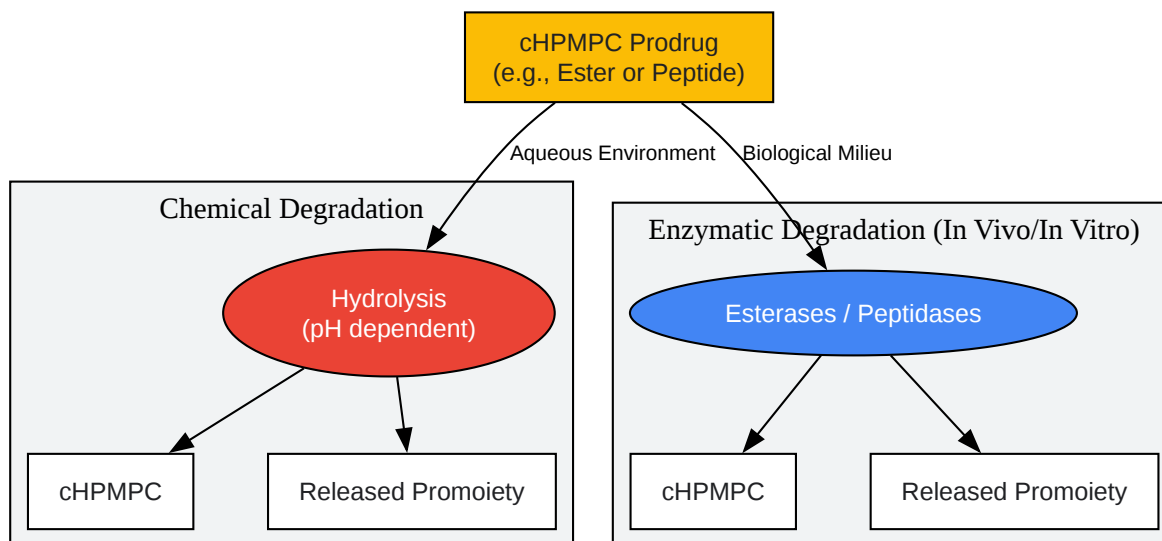 cHPMPC Prodrug
(e.g., Ester or Peptide)
Aqueous Environment
Biological Milieu
Chemical Degradation
Enzymatic Degradation (In Vivo/In Vitro)
Hydrolysis
(pH dependent)
Esterases / Peptidases
cHPMPC
Released Promoiety
cHPMPC
Released Promoiety